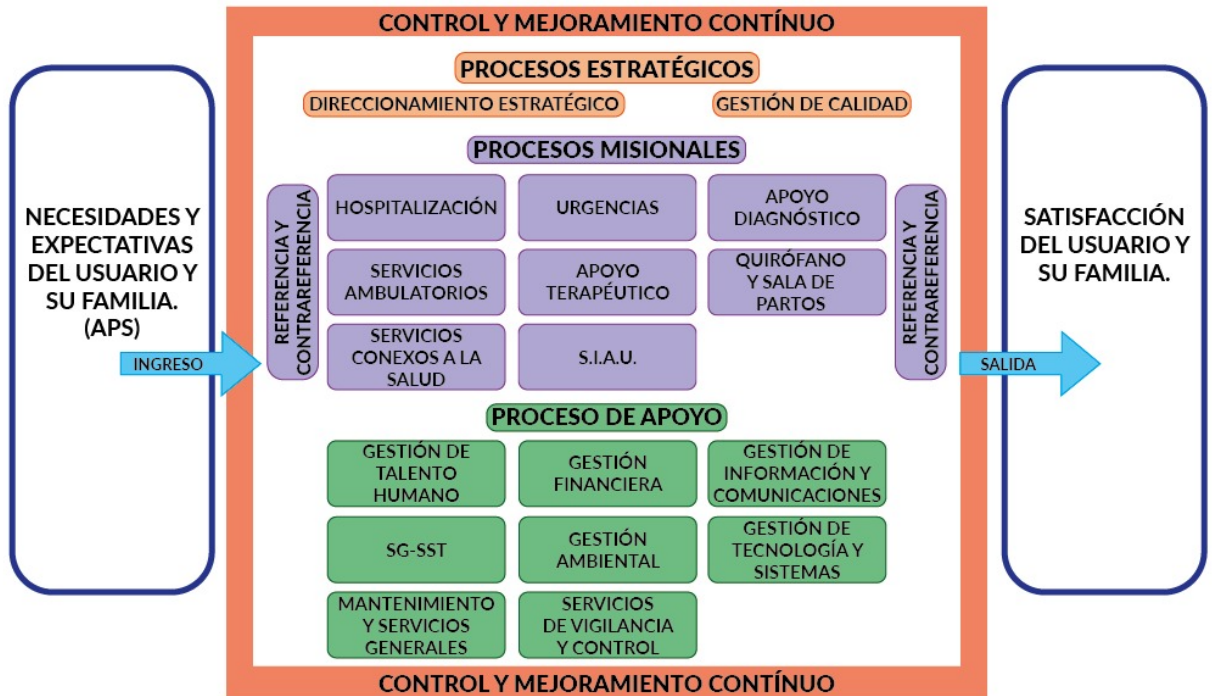 CONTROL Y MEJORAMIENTO CONTÍNUO
PROCESOS ESTRATÉGICOS
DIRECCIONAMIENTO ESTRATÉGICO
GESTIÓN DE CALIDAD
NECESIDADES Y
EXPECTATIVAS
DEL USUARIO Y
SU FAMILIA.
(APS)
INGRESO
PROCESOS MISIONALES
REFERENCIA Y
CONTRAREFERENCIA
HOSPITALIZACIÓN
URGENCIAS
APOYO
DIAGNÓSTICO
SERVICIOS
AMBULATORIOS
APOYO
TERAPÉUTICO
QUIRÓFANO
Y SALA DE
PARTOS
SERVICIOS
CONEXOS A LA
SALUD
S.I.A.U.
REFERENCIA Y
CONTRAREFERENCIA
PROCESO DE APOYO
GESTIÓN DE
TALENTO
HUMANO
GESTIÓN
FINANCIERA
GESTIÓN DE
INFORMACIÓN Y
COMUNICACIONES
SG-SST
GESTIÓN
AMBIENTAL
GESTIÓN DE
TECNOLOGÍA Y
SISTEMAS
MANTENIMIENTO
Y SERVICIOS
GENERALES
SERVICIOS
DE VIGILANCIA
Y CONTROL
SALIDA
SATISFACCIÓN
DEL USUARIO Y
SU FAMILIA.
CONTROL Y MEJORAMIENTO CONTÍNUO